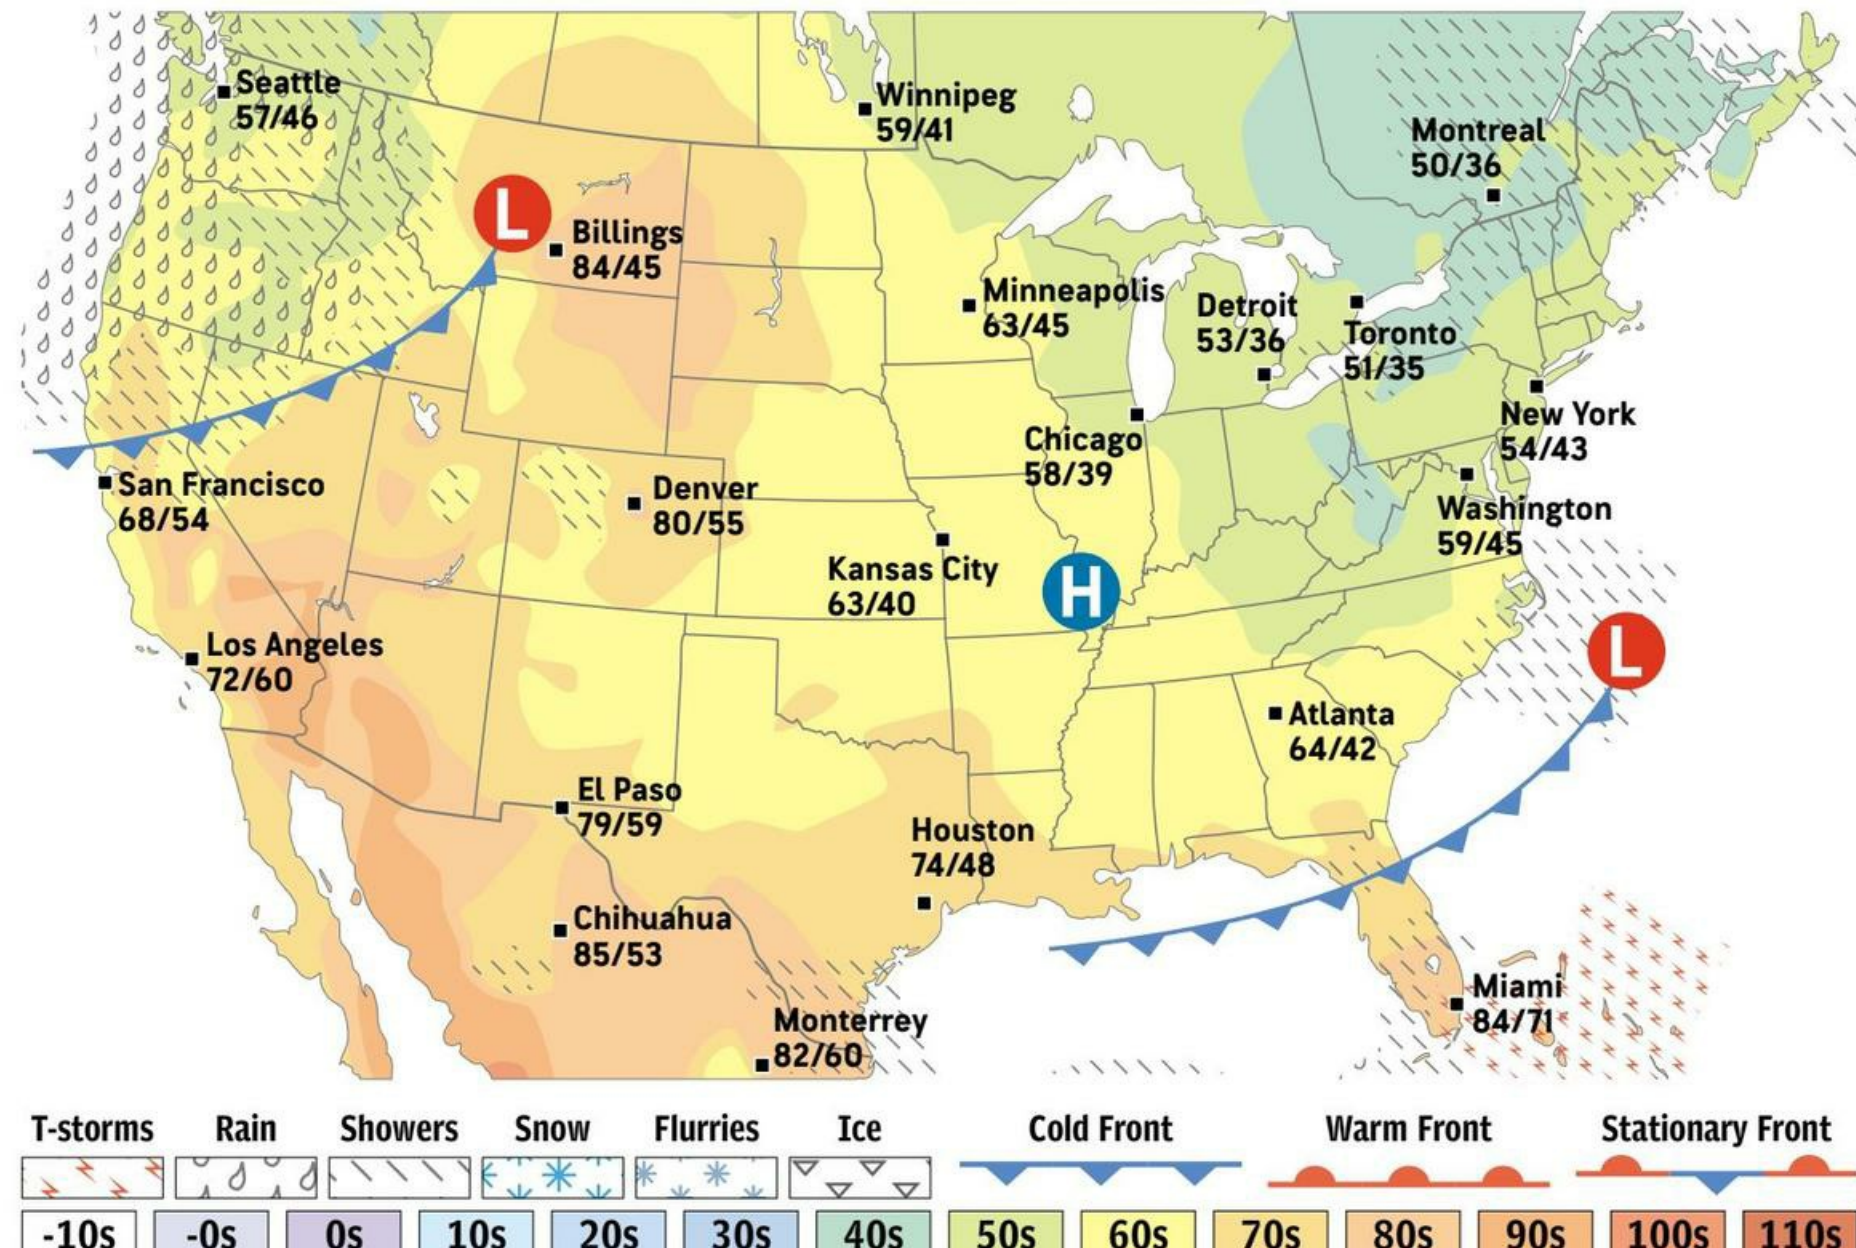 Seattle
57/46
Winnipeg
59/41
Montreal
50/36
L
Billings
84/45
Minneapolis
63/45
Detroit
53/36
Toronto
51/35
New York
54/43
Chicago
58/39
San Francisco
68/54
Denver
80/55
Washington
59/45
Kansas City
63/40
H
Los Angeles
72/60
L
Atlanta
64/42
El Paso
79/59
Houston
74/48
Chihuahua
85/53
Miami
84/71
Monterrey
82/60
T-storms Rain Showers Snow Flurries Ice Cold Front Warm Front Stationary Front
-10s -0s 0s 10s 20s 30s 40s 50s 60s 70s 80s 90s 100s 110s